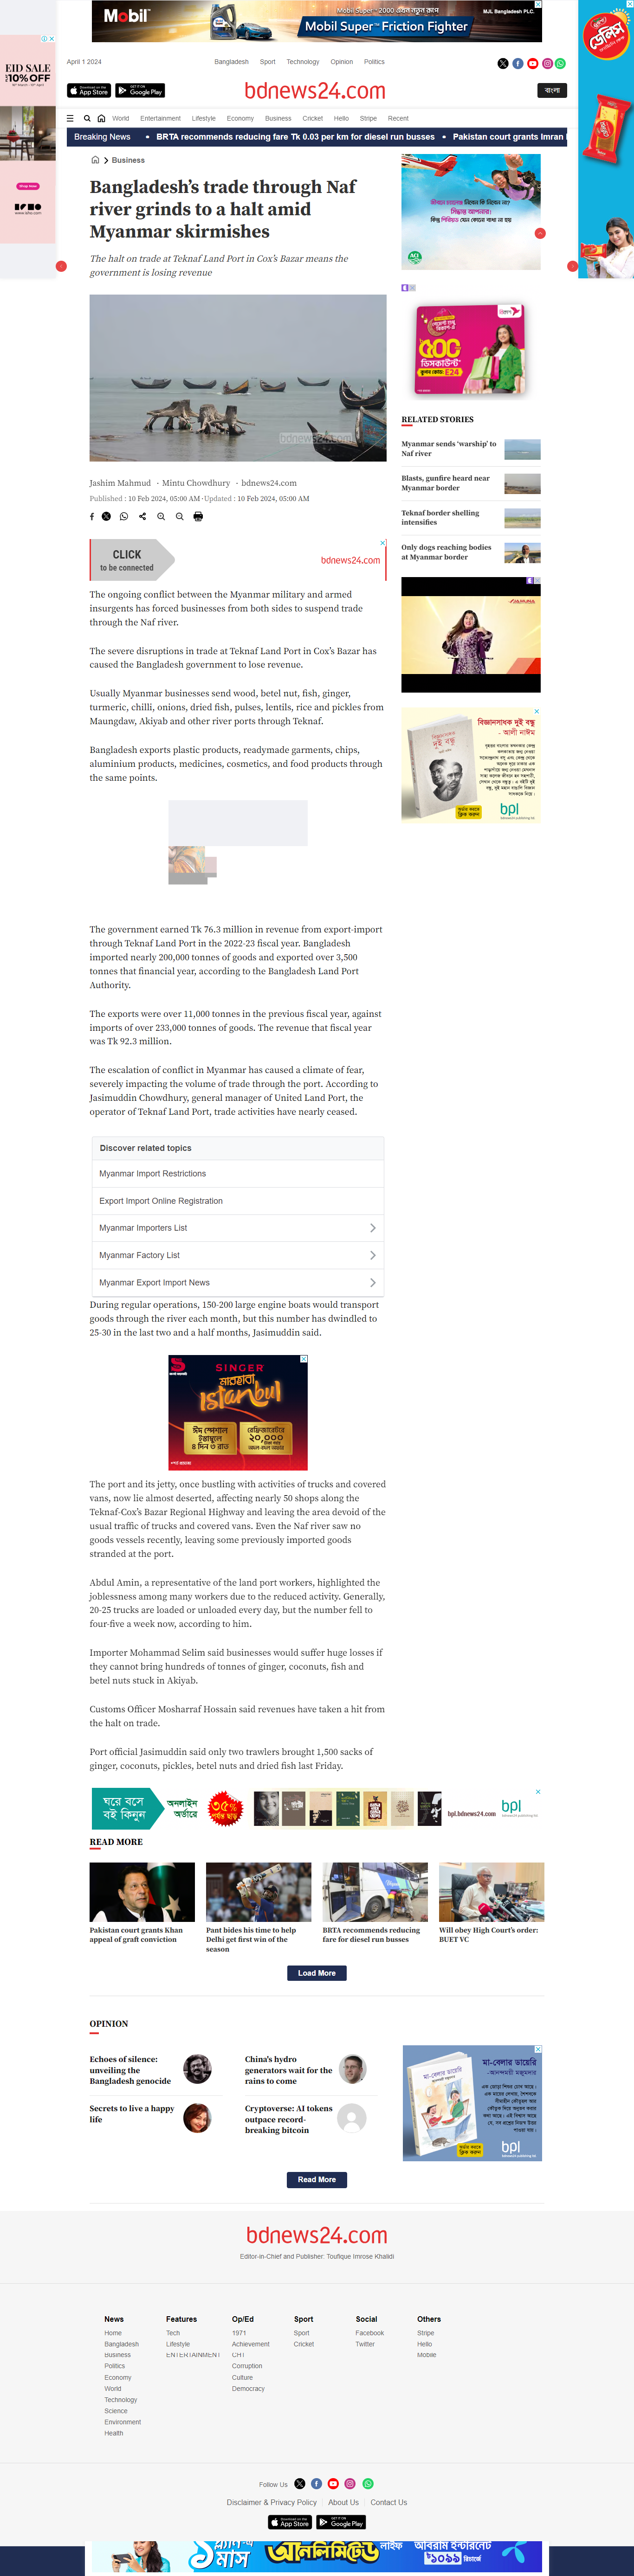 Mobil
Mobil Super™ 2000 এখন নতুন রূপে
Mobil Super™ Friction Fighter
MJL Bangladesh PLC.
EID SALE
10% OFF
Shop Now
April 1 2024
Bangladesh Sport Technology Opinion Politics
Download on the App Store
GET IT ON Google Play
bdnews24.com
বাংলা
World Entertainment Lifestyle Economy Business Cricket Hello Stripe Recent
Breaking News • BRTA recommends reducing fare Tk 0.03 per km for diesel run busses • Pakistan court grants Imran
Business
Bangladesh’s trade through Naf
river grinds to a halt amid
Myanmar skirmishes
The halt on trade at Teknaf Land Port in Cox’s Bazar means the
government is losing revenue
bdnews24.com
Jashim Mahmud - Mintu Chowdhury - bdnews24.com
Published : 10 Feb 2024, 05:00 AM - Updated : 10 Feb 2024, 05:00 AM
CLICK
to be connected
bdnews24.com
The ongoing conflict between the Myanmar military and armed
insurgents has forced businesses from both sides to suspend trade
through the Naf river.
The severe disruptions in trade at Teknaf Land Port in Cox’s Bazar has
caused the Bangladesh government to lose revenue.
Usually Myanmar businesses send wood, betel nut, fish, ginger,
turmeric, chilli, onions, dried fish, pulses, lentils, rice and pickles from
Maungdaw, Akiyab and other river ports through Teknaf.
Bangladesh exports plastic products, readymade garments, chips,
aluminium products, medicines, cosmetics, and food products through
the same points.
The government earned Tk 76.3 million in revenue from export-import
through Teknaf Land Port in the 2022-23 fiscal year. Bangladesh
imported nearly 200,000 tonnes of goods and exported over 3,500
tonnes that financial year, according to the Bangladesh Land Port
Authority.
The exports were over 11,000 tonnes in the previous fiscal year, against
imports of over 233,000 tonnes of goods. The revenue that fiscal year
was Tk 92.3 million.
The escalation of conflict in Myanmar has caused a climate of fear,
severely impacting the volume of trade through the port. According to
Jasimuddin Chowdhury, general manager of United Land Port, the
operator of Teknaf Land Port, trade activities have nearly ceased.
Discover related topics
Myanmar Import Restrictions
Export Import Online Registration
Myanmar Importers List
Myanmar Factory List
Myanmar Export Import News
During regular operations, 150-200 large engine boats would transport
goods through the river each month, but this number has dwindled to
25-30 in the last two and a half months, Jasimuddin said.
SINGER
Istanbul
The port and its jetty, once bustling with activities of trucks and covered
vans, now lie almost deserted, affecting nearly 50 shops along the
Teknaf-Cox’s Bazar Regional Highway and leaving the area devoid of the
usual traffic of trucks and covered vans. Even the Naf river saw no
goods vessels recently, leaving some previously imported goods
stranded at the port.
Abdul Amin, a representative of the land port workers, highlighted the
joblessness among many workers due to the reduced activity. Generally,
20-25 trucks are loaded or unloaded every day, but the number fell to
four-five a week now, according to him.
Importer Mohammad Selim said businesses would suffer huge losses if
they cannot bring hundreds of tonnes of ginger, coconuts, fish and
betel nuts stuck in Akiyab.
Customs Officer Mosharraf Hossain said revenues have taken a hit from
the halt on trade.
Port official Jasimuddin said only two trawlers brought 1,500 sacks of
ginger, coconuts, pickles, betel nuts and dried fish last Friday.
RELATED STORIES
Myanmar sends ‘warship’ to
Naf river
Blasts, gunfire heard near
Myanmar border
Teknaf border shelling
intensifies
Only dogs reaching bodies
at Myanmar border
বিজ্ঞানসাধক দুই বন্ধু
- আলী নাঈম
bpl
ঘরে বসে
বই কিনুন
অনলাইন
অর্ডারে
৩৫%
bpl.bdnews24.com
bpl
READ MORE
Pakistan court grants Khan
appeal of graft conviction
Pant bides his time to help
Delhi get first win of the
season
BRTA recommends reducing
fare for diesel run busses
Will obey High Court’s order:
BUET VC
Load More
OPINION
Echoes of silence:
unveiling the
Bangladesh genocide
China’s hydro
generators wait for the
rains to come
Secrets to live a happy
life
Cryptoverse: AI tokens
outpace record-
breaking bitcoin
মা-বেলার ডায়েরি
bpl
Read More
bdnews24.com
Editor-in-Chief and Publisher: Toufique Imrose Khalidi
News Features Op/Ed Sport Social Others
Home Tech 1971 Sport Facebook Stripe
Bangladesh Lifestyle Achievement Cricket Twitter Hello
Business ENTERTAINMENT CHT Mobile
Politics Corruption
Economy Culture
World Democracy
Technology
Science
Environment
Health
Follow Us
Disclaimer & Privacy Policy About Us Contact Us
Download on the App Store
GET IT ON Google Play
১ মাস আনলিমিটেড
৳১০৯৯